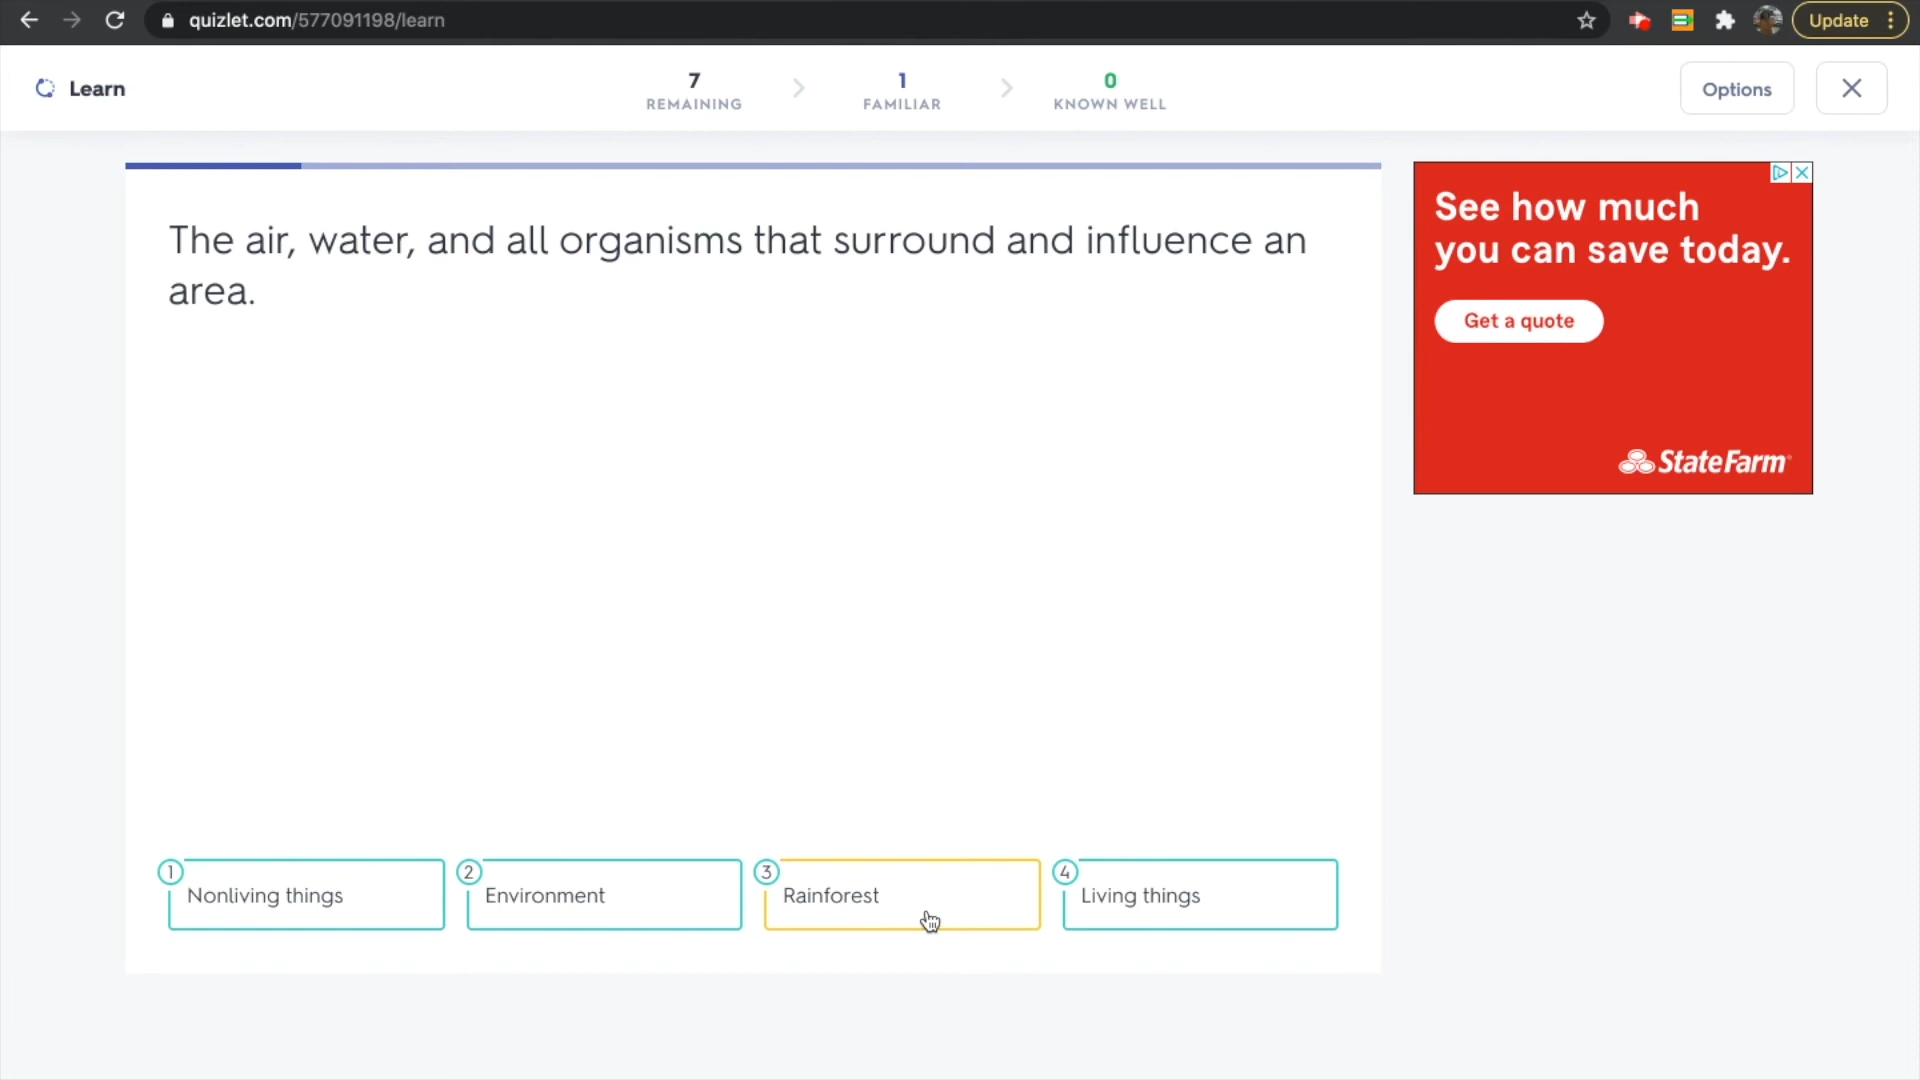 quizlet.com/577091198/learn
Update
Learn
7
REMAINING
1
FAMILIAR
0
KNOWN WELL
Options
The air, water, and all organisms that surround and influence an
area.
See how much
you can save today.
Get a quote
StateFarm
1
Nonliving things
2
Environment
3
Rainforest
4
Living things